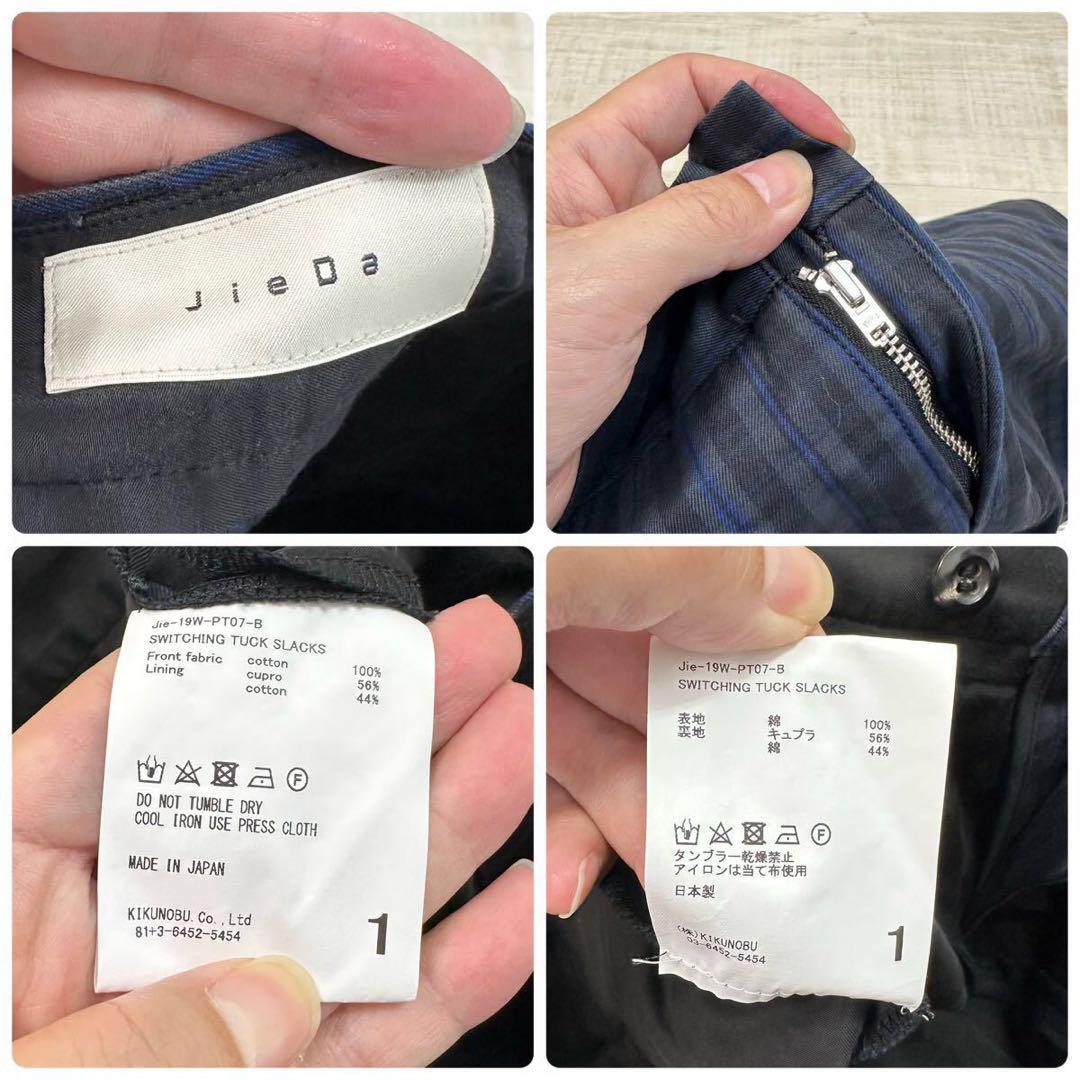 JieDa
Jie-19W-PT07-B
SWITCHING TUCK SLACKS
Front fabric cotton 100%
Lining cupro 56%
cotton 44%
F
DO NOT TUMBLE DRY
COOL IRON USE PRESS CLOTH
MADE IN JAPAN
KIKUNOBU.Co.,Ltd
81+3-6452-5454
1
Jie-19W-PT07-B
SWITCHING TUCK SLACKS
表地 綿 100%
裏地 キュプラ 56%
綿 44%
F
タンブラー乾燥禁止
アイロンは当て布使用
日本製
(株)KIKUNOBU
03-6452-5454
1